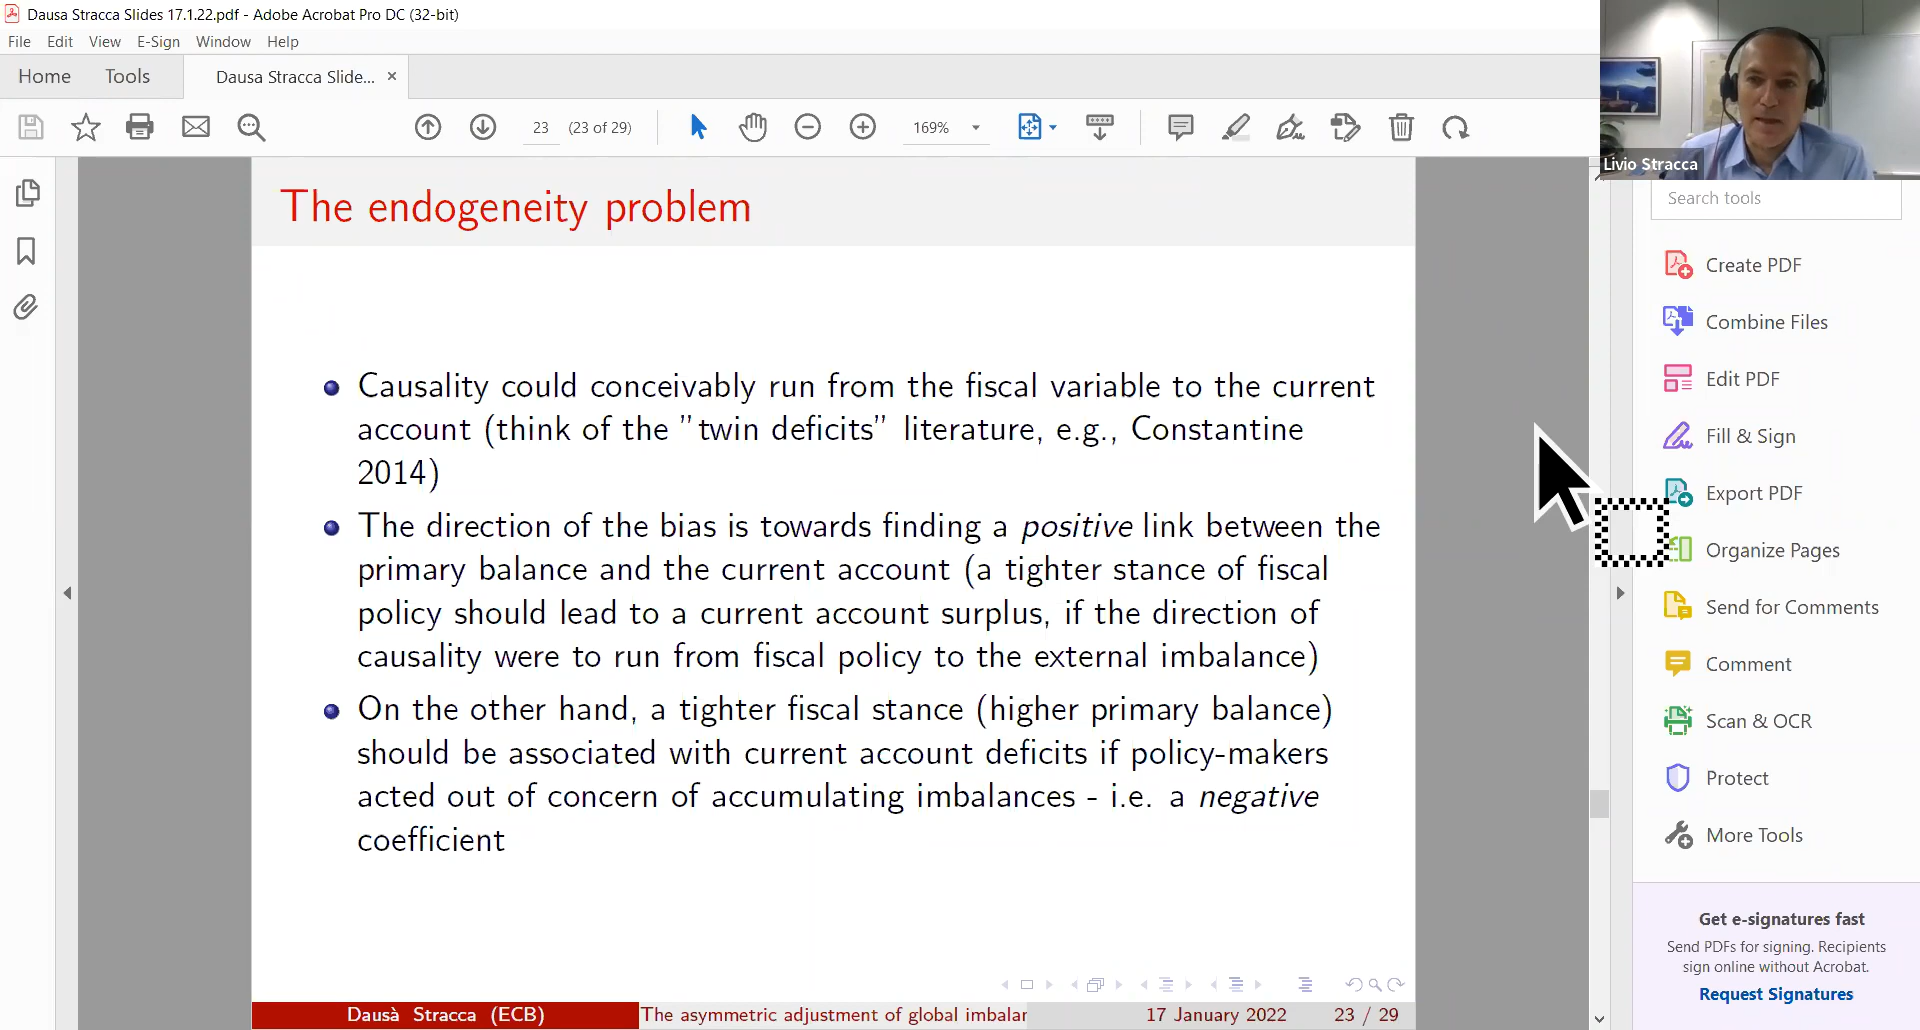 Dausa Stracca Slides 17.1.22.pdf - Adobe Acrobat Pro DC (32-bit)
File Edit View E-Sign Window Help
Home Tools Dausa Stracca Slide... ×
23 (23 of 29) 169%
Livio Stracca
Search tools
The endogeneity problem
Causality could conceivably run from the fiscal variable to the current
account (think of the "twin deficits" literature, e.g., Constantine
2014)
The direction of the bias is towards finding a positive link between the
primary balance and the current account (a tighter stance of fiscal
policy should lead to a current account surplus, if the direction of
causality were to run from fiscal policy to the external imbalance)
On the other hand, a tighter fiscal stance (higher primary balance)
should be associated with current account deficits if policy-makers
acted out of concern of accumulating imbalances - i.e. a negative
coefficient
Dausà Stracca (ECB) The asymmetric adjustment of global imbalan 17 January 2022 23 / 29
Create PDF
Combine Files
Edit PDF
Fill & Sign
Export PDF
Organize Pages
Send for Comments
Comment
Scan & OCR
Protect
More Tools
Get e-signatures fast
Send PDFs for signing. Recipients
sign online without Acrobat.
Request Signatures